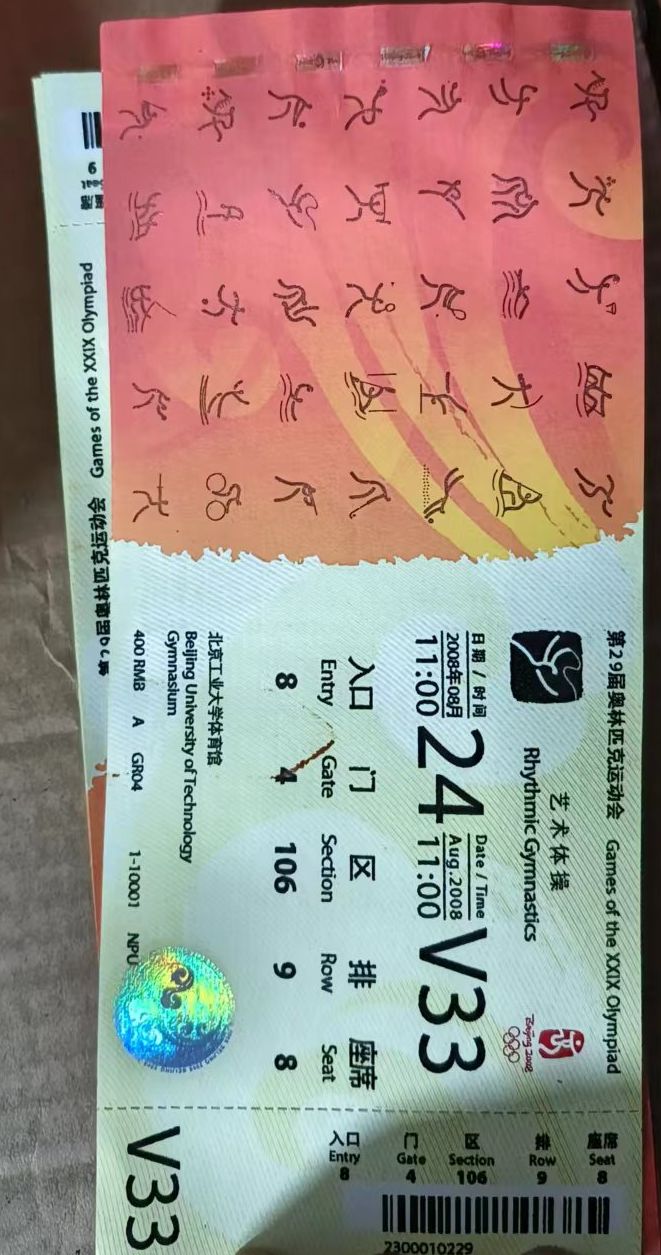 第29届奥林匹克运动会 Games of the XXIX Olympiad
艺术体操
Rhythmic Gymnastics
Beijing 2008
日期 / 时间
2008年08月
11:00
24
Date / Time
Aug.2008
11:00
V33
入口 门 区 排 座席
Entry Gate Section Row Seat
8 4 106 9 8
北京工业大学体育馆
Beijing University of Technology
Gymnasium
400 RMB A GR04 1-10001 NPU
座席 Seat 8
排 Row 9
区 Section 106
门 Gate 4
入口 Entry 8
2300010229
V33
第29届奥林匹克运动会 Games of the XXIX Olympiad